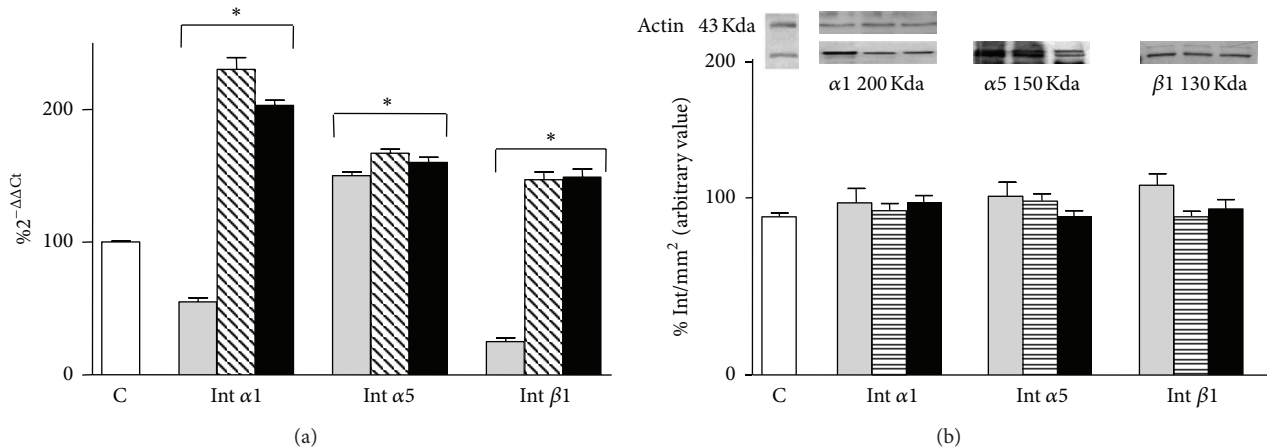 *
*
*
200
100
0
%2^−ΔΔCt
C
Int α1
Int α5
Int β1
(a)
Actin 43 Kda
α1 200 Kda
α5 150 Kda
β1 130 Kda
200
100
0
% Int/mm² (arbitrary value)
C
Int α1
Int α5
Int β1
(b)